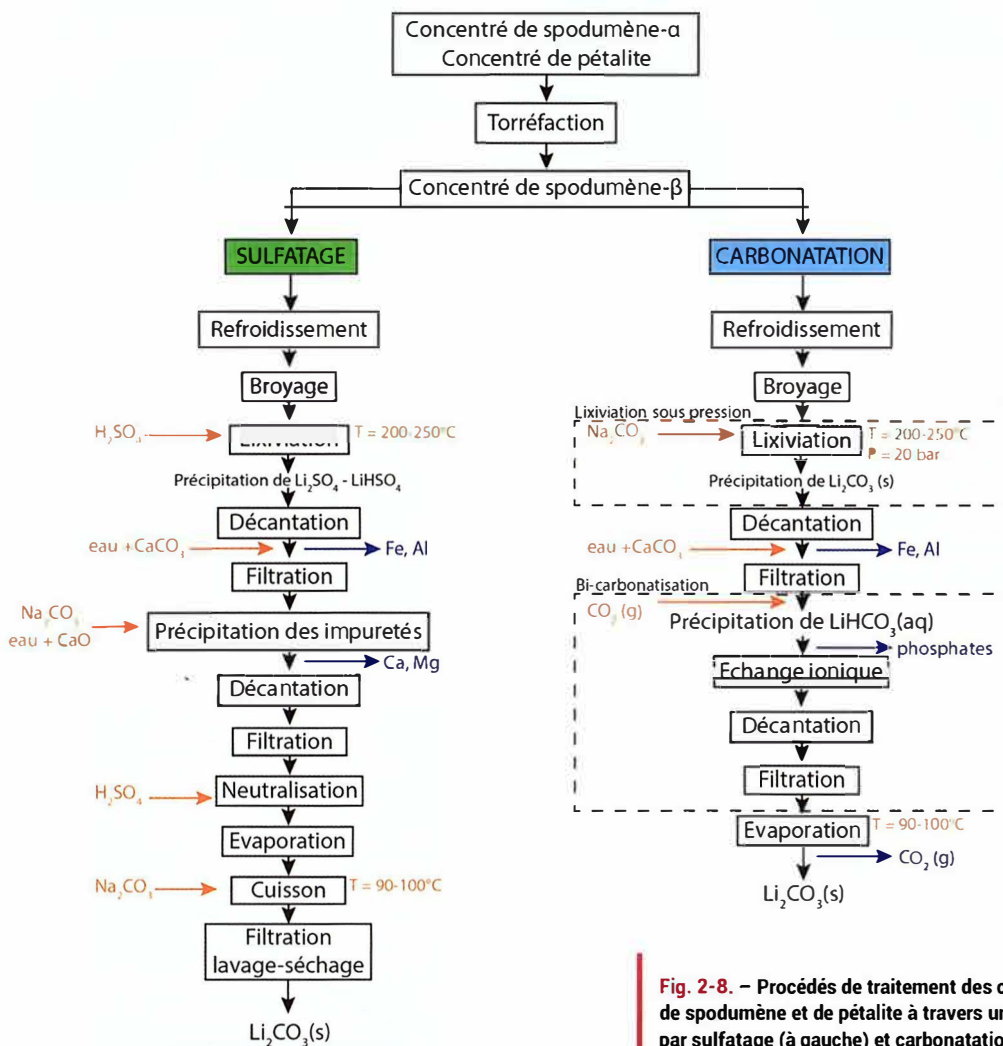 Concentré de spodumène-α
Concentré de pétalite
Torréfaction
Concentré de spodumène-β
SULFATAGE
Refroidissement
Broyage
H₂SO₄
Lixiviation
T = 200-250°C
Précipitation de Li₂SO₄ - LiHSO₄
Décantation
eau + CaCO₃
Fe, Al
Filtration
Na₂CO₃
eau + CaO
Précipitation des impuretés
Ca, Mg
Décantation
Filtration
H₂SO₄
Neutralisation
Evaporation
Na₂CO₃
Cuisson
T = 90-100°C
Filtration
lavage-séchage
Li₂CO₃(s)
CARBONATATION
Refroidissement
Broyage
Lixiviation sous pression
Na₂CO₃
Lixiviation
T = 200-250°C
P = 20 bar
Précipitation de Li₂CO₃ (s)
Décantation
eau +CaCO₃
Fe, Al
Filtration
Bi-carbonatisation
CO₂ (g)
Précipitation de LiHCO₃(aq)
phosphates
Echange ionique
Décantation
Filtration
Evaporation
T = 90-100°C
CO₂ (g)
Li₂CO₃(s)
Fig. 2-8. – Procédés de traitement des
de spodumène et de pétalite à travers
par sulfatage (à gauche) et